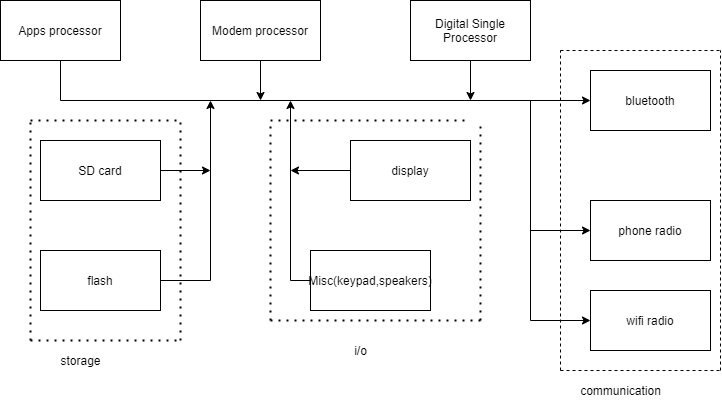 Apps processor
Modem processor
Digital Single
Processor
bluetooth
SD card
display
phone radio
flash
Misc(keypad,speakers)
wifi radio
storage
i/o
communication